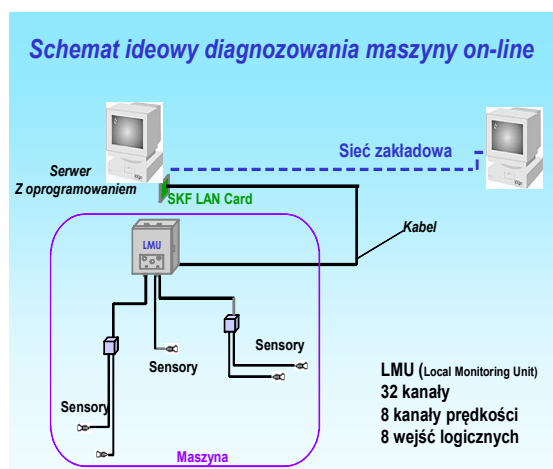 Schemat ideowy diagnozowania maszyny on-line
Sieć zakładowa
Serwer
Z oprogramowaniem
SKF LAN Card
Kabel
LMU
Sensory
Sensory
Sensory
Maszyna
LMU (Local Monitoring Unit)
32 kanały
8 kanały prędkości
8 wejść logicznych